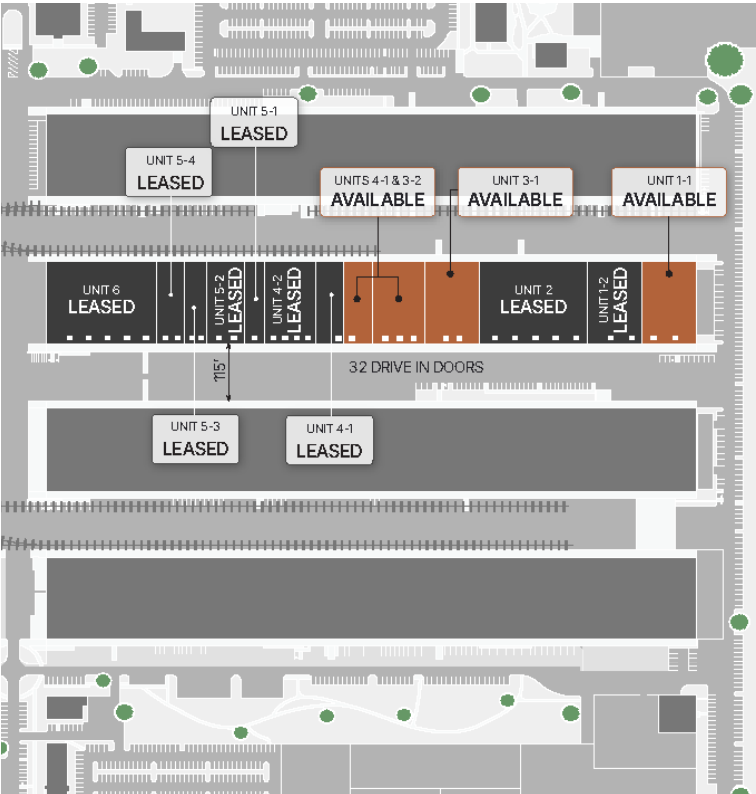 UNIT 5-1
LEASED
UNIT 5-4
LEASED
UNITS 4-1 & 3-2
AVAILABLE
UNIT 3-1
AVAILABLE
UNIT 1-1
AVAILABLE
UNIT 6
LEASED
UNIT 5-2
LEASED
UNIT 4-2
LEASED
UNIT 2
LEASED
UNIT 1-2
LEASED
115'
32 DRIVE IN DOORS
UNIT 5-3
LEASED
UNIT 4-1
LEASED